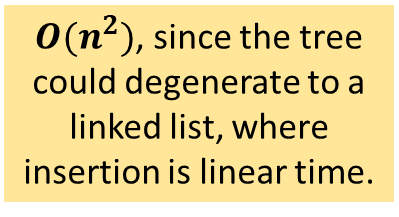 O(n²), since the tree
could degenerate to a
linked list, where
insertion is linear time.